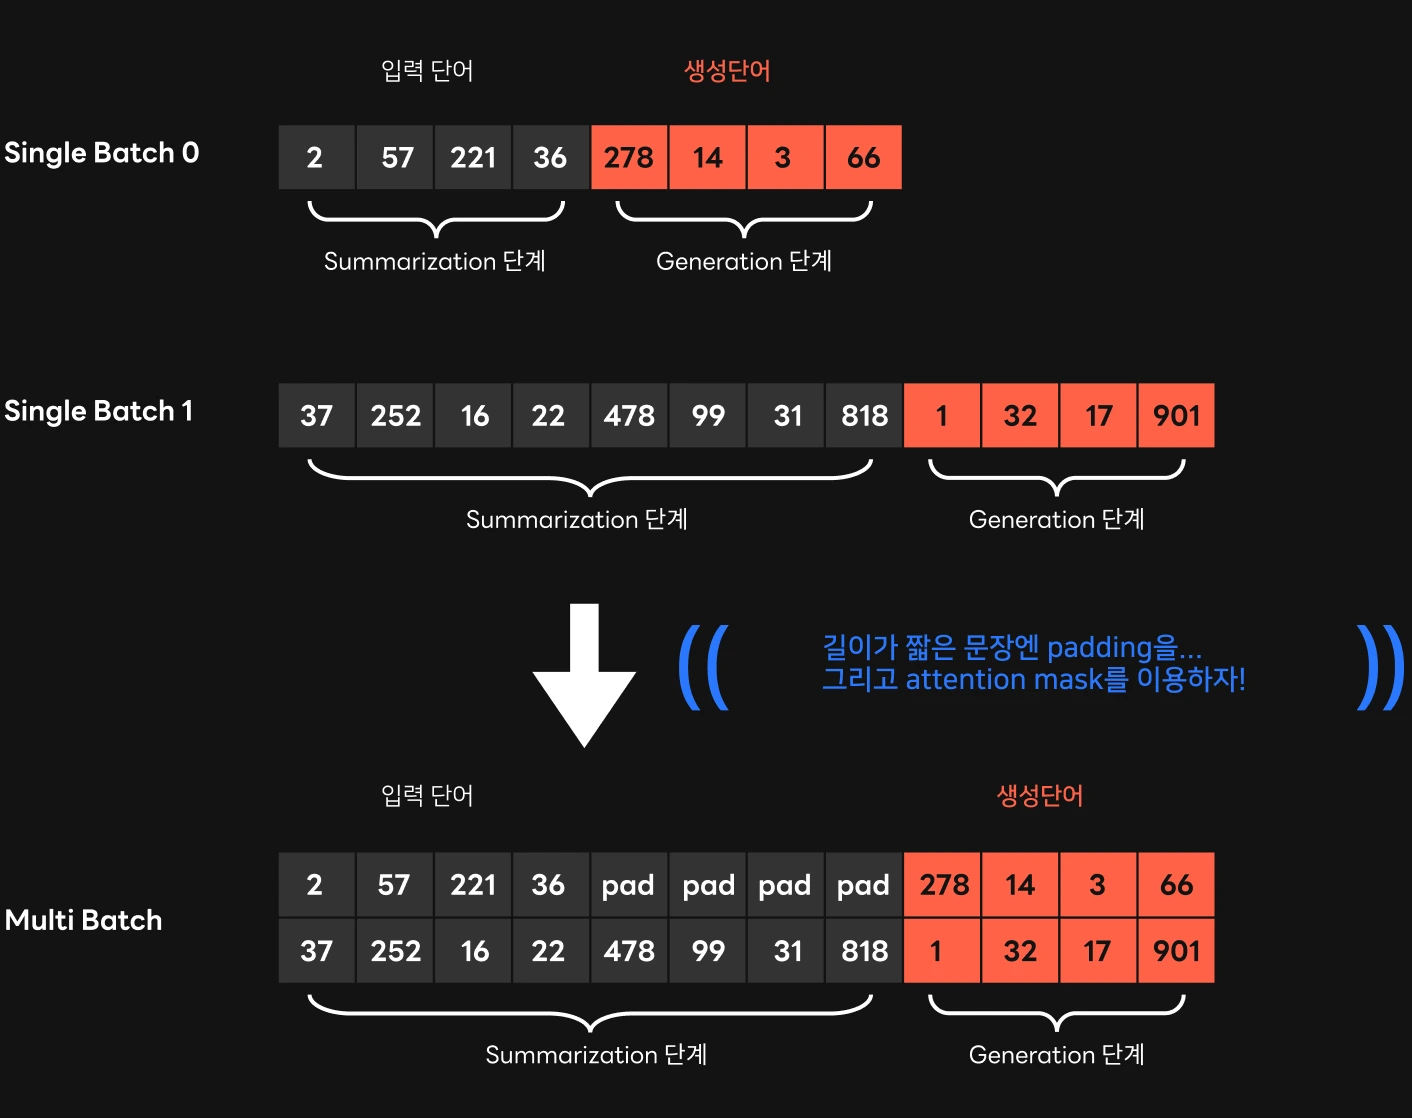 입력 단어 생성단어
Single Batch 0 2 57 221 36 278 14 3 66
Summarization 단계 Generation 단계
Single Batch 1 37 252 16 22 478 99 31 818 1 32 17 901
Summarization 단계 Generation 단계
길이가 짧은 문장엔 padding을...
그리고 attention mask를 이용하자!
입력 단어 생성단어
2 57 221 36 pad pad pad pad 278 14 3 66
Multi Batch
37 252 16 22 478 99 31 818 1 32 17 901
Summarization 단계 Generation 단계